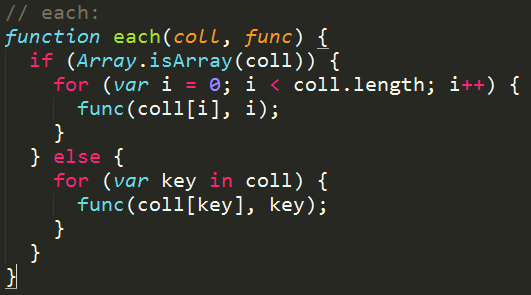 // each:
function each(coll, func) {
  if (Array.isArray(coll)) {
    for (var i = 0; i < coll.length; i++) {
      func(coll[i], i);
    }
  } else {
    for (var key in coll) {
      func(coll[key], key);
    }
  }
}